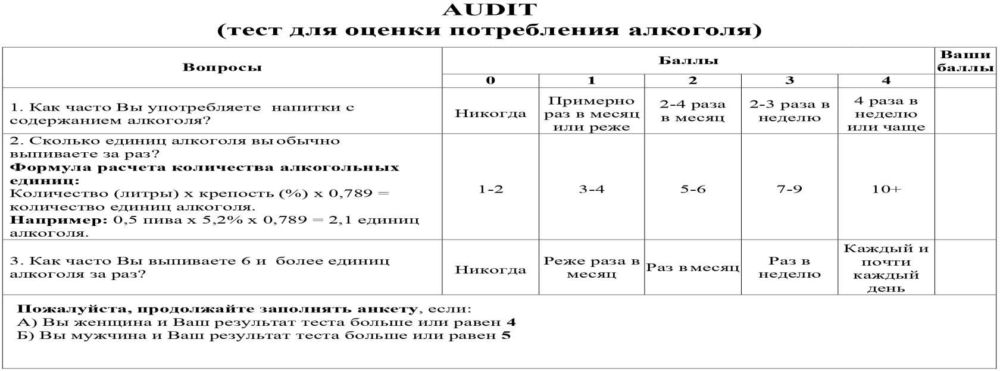 AUDIT
(тест для оценки потребления алкоголя)
Вопросы
Баллы
Ваши
баллы
0
1
2
3
4
1. Как часто Вы употребляете напитки с
содержанием алкоголя?
Никогда
Примерно
раз в месяц
или реже
2-4 раза
в месяц
2-3 раза в
неделю
4 раза в
неделю
или чаще
2. Сколько единиц алкоголя вы обычно
выпиваете за раз?
Формула расчета количества алкогольных
единиц:
Количество (литры) х крепость (%) х 0,789 =
количество единиц алкоголя.
Например: 0,5 пива х 5,2% х 0,789 = 2,1 единиц
алкоголя.
1-2
3-4
5-6
7-9
10+
3. Как часто Вы выпиваете 6 и более единиц
алкоголя за раз?
Никогда
Реже раза в
месяц
Раз в месяц
Раз в
неделю
Каждый и
почти
каждый
день
Пожалуйста, продолжайте заполнять анкету, если:
А) Вы женщина и Ваш результат теста больше или равен 4
Б) Вы мужчина и Ваш результат теста больше или равен 5